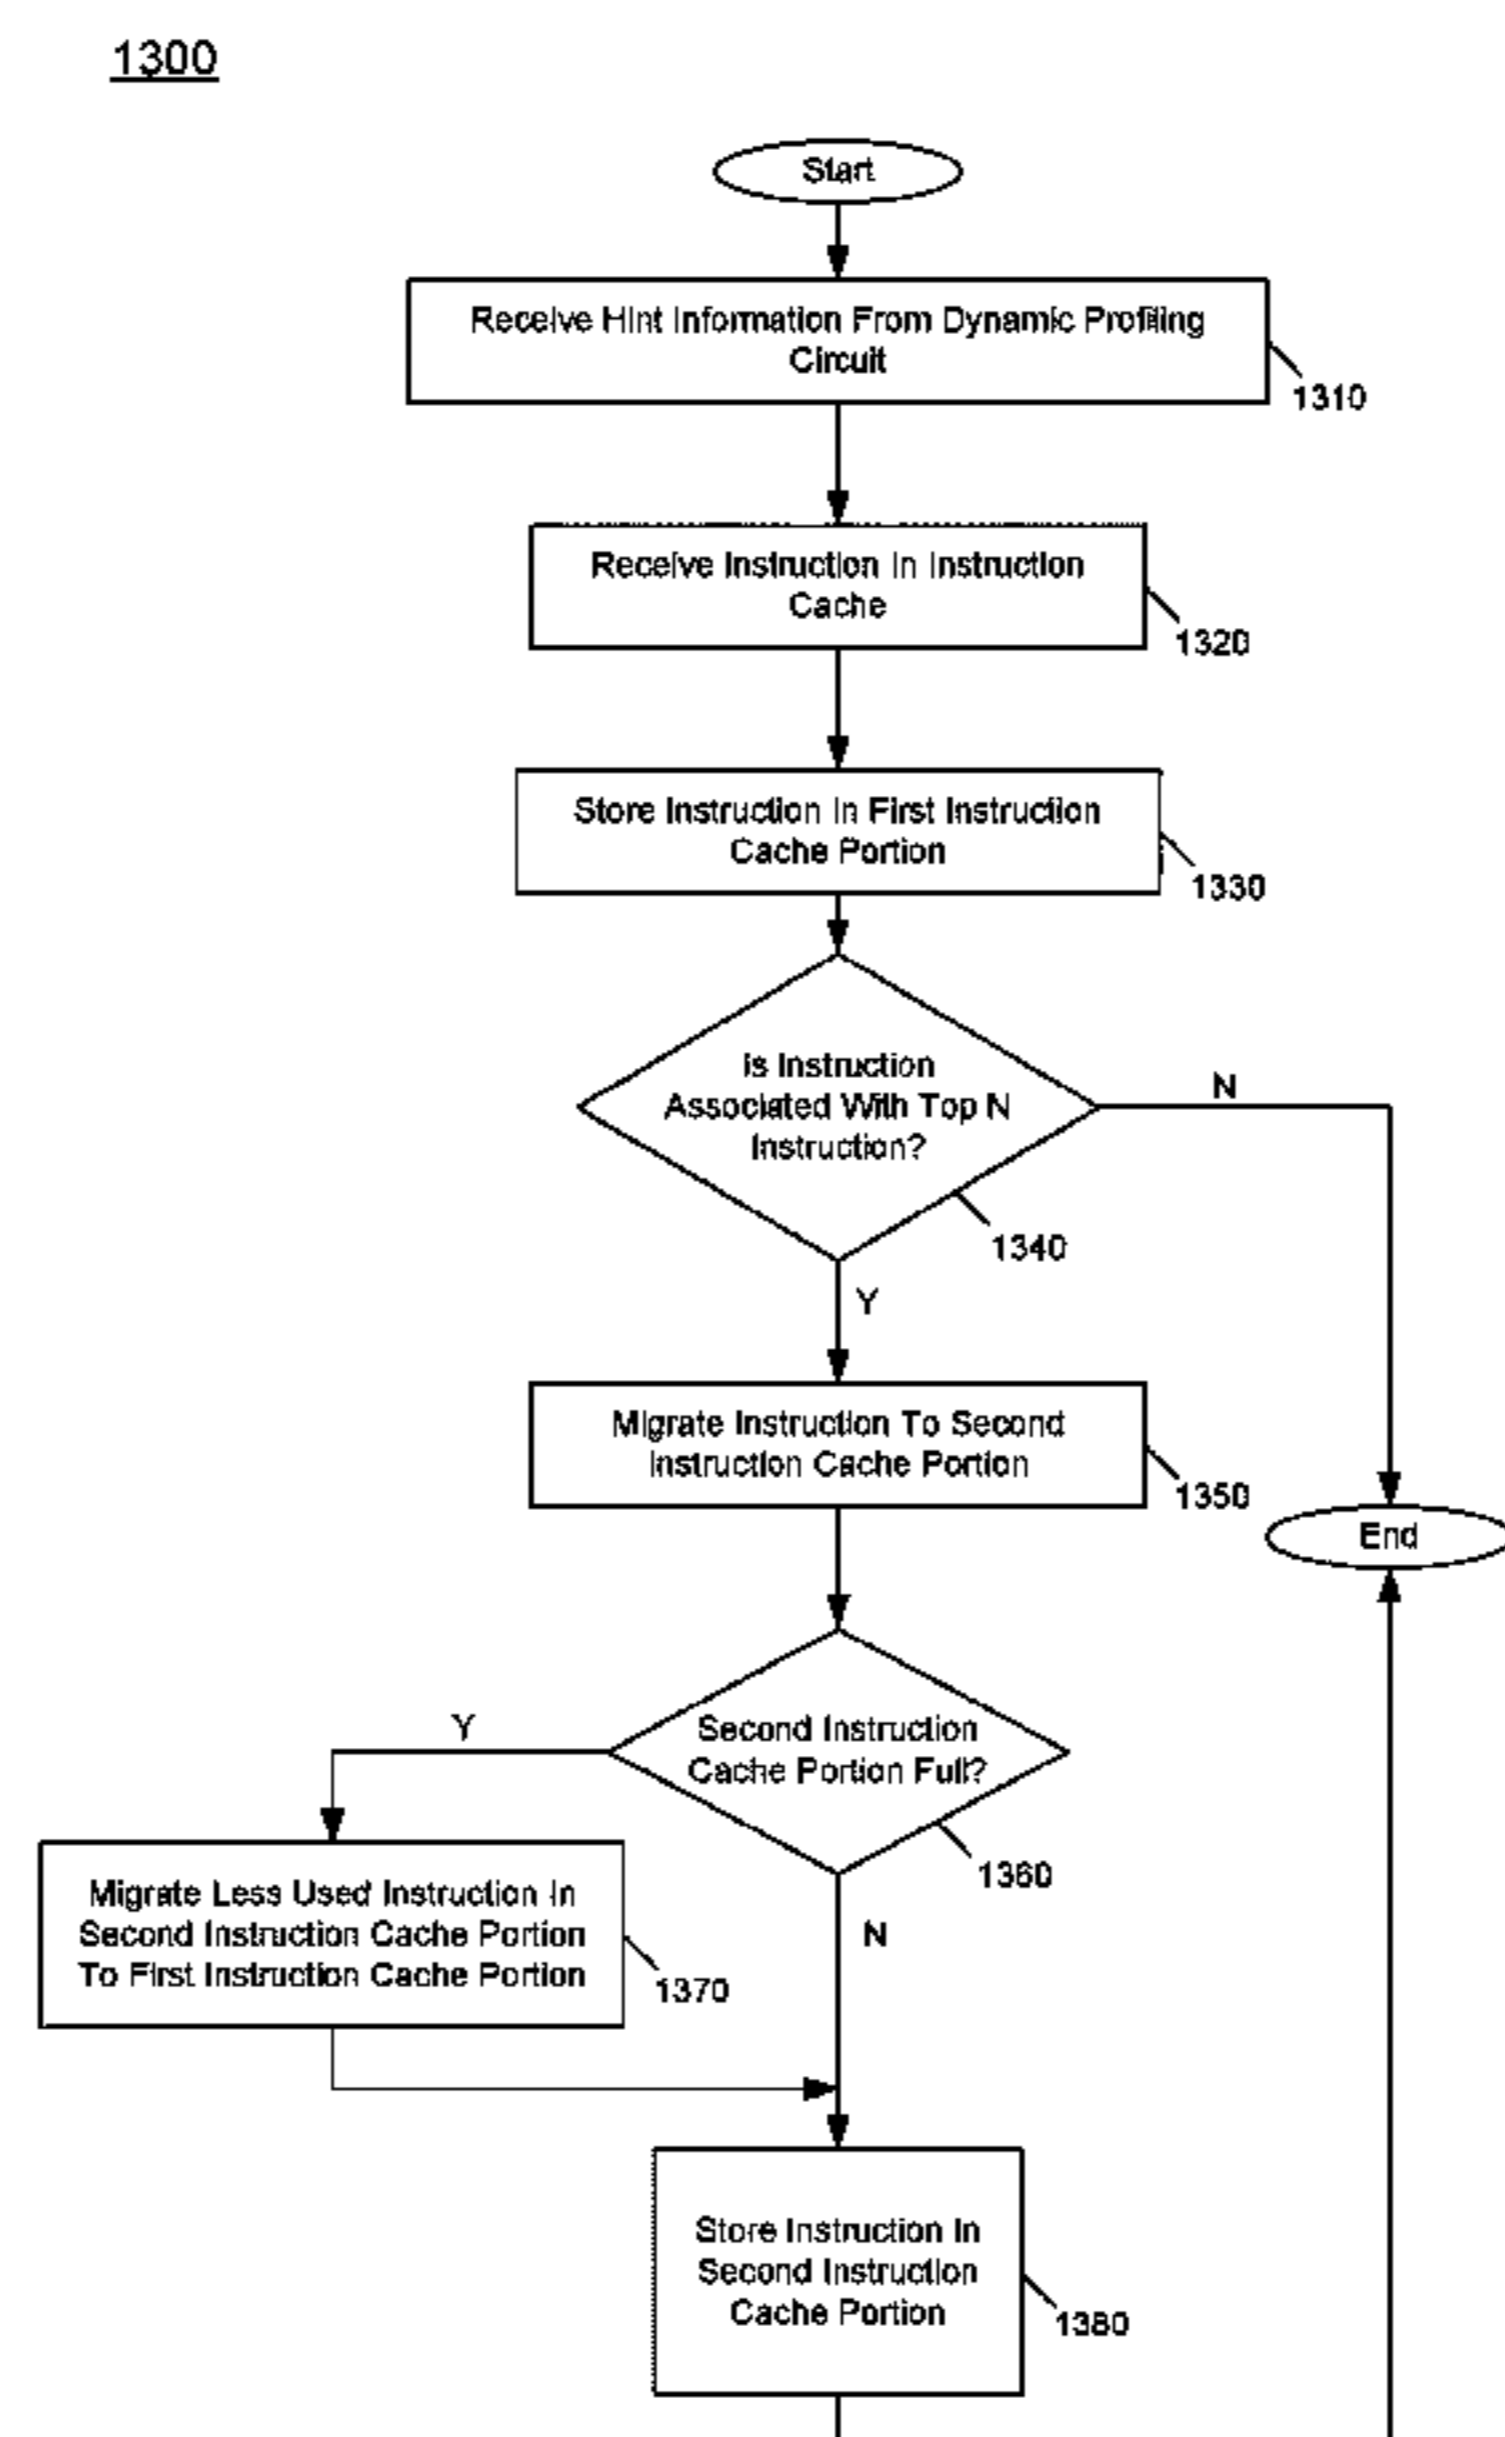 1300
Start
Receive Hint Information From Dynamic Profiling
Circuit
1310
Receive Instruction In Instruction
Cache
1320
Store Instruction In First Instruction
Cache Portion
1330
Is Instruction
Associated With Top N
Instruction?
N
1340
Y
Migrate Instruction To Second
Instruction Cache Portion
1350
End
Second Instruction
Cache Portion Full?
Y
1360
N
Migrate Less Used Instruction In
Second Instruction Cache Portion
To First Instruction Cache Portion
1370
Store Instruction In
Second Instruction
Cache Portion
1380